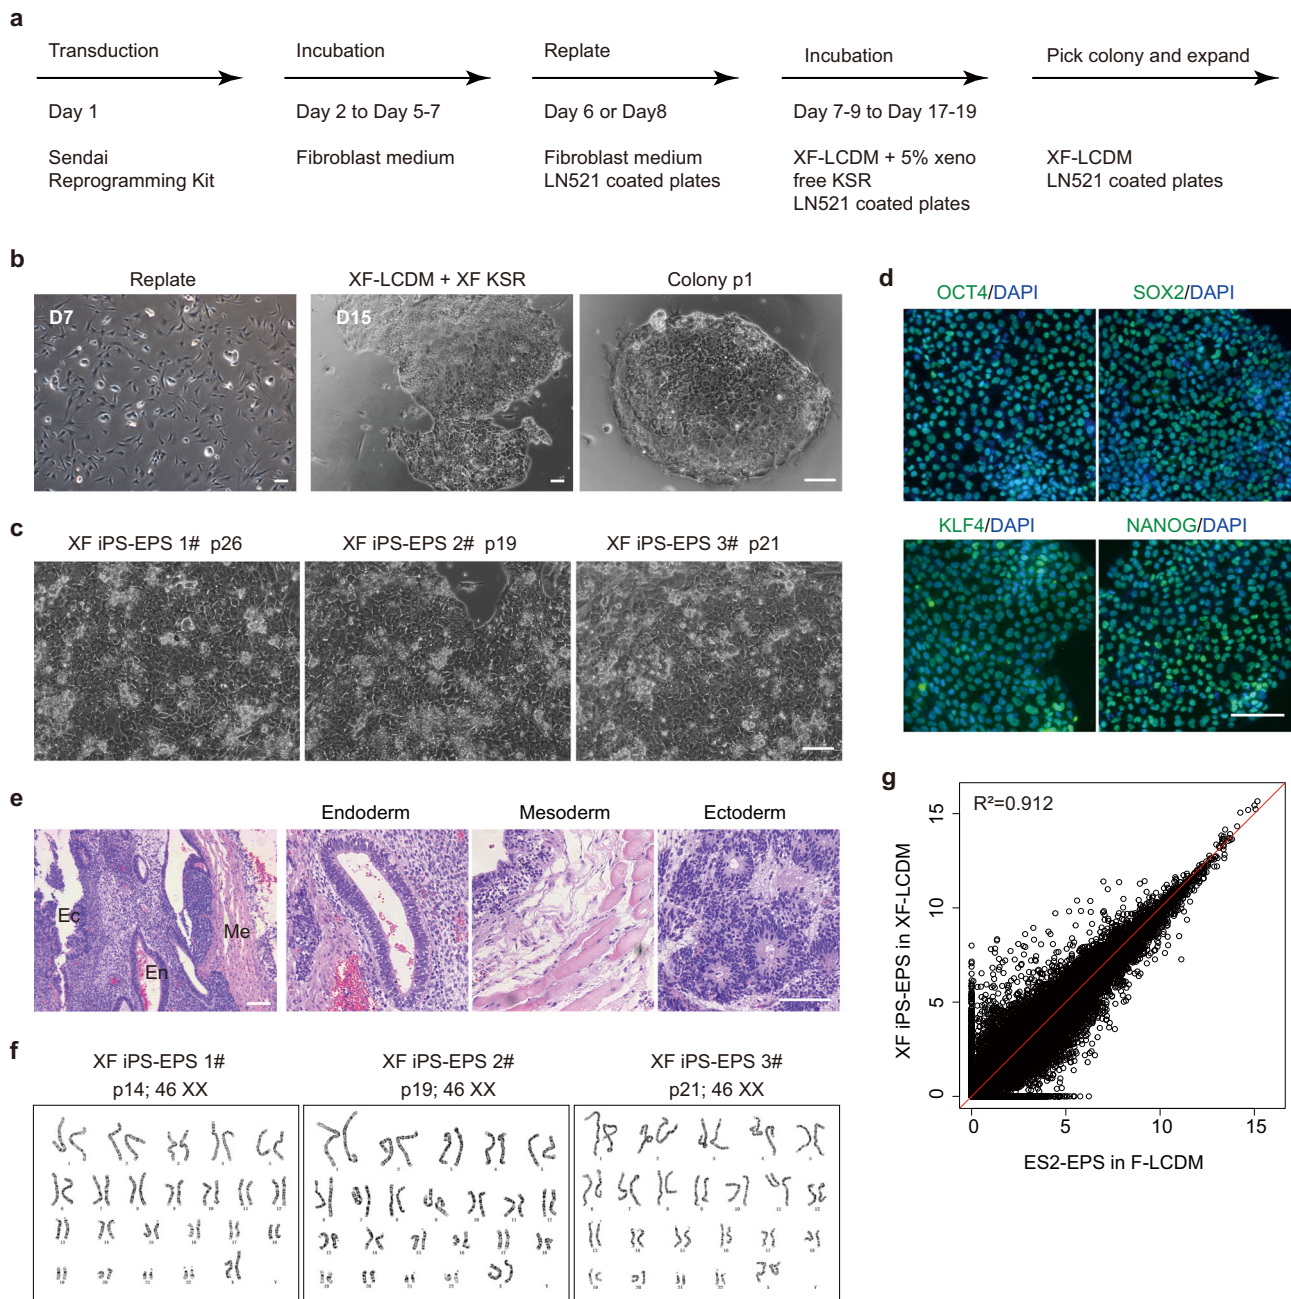 a
Transduction
Incubation
Replate
Incubation
Pick colony and expand
Day 1
Day 2 to Day 5-7
Day 6 or Day8
Day 7-9 to Day 17-19
Sendai
Reprogramming Kit
Fibroblast medium
Fibroblast medium
LN521 coated plates
XF-LCDM + 5% xeno
free KSR
LN521 coated plates
XF-LCDM
LN521 coated plates
b
Replate
XF-LCDM + XF KSR
Colony p1
D7
D15
c
XF iPS-EPS 1# p26
XF iPS-EPS 2# p19
XF iPS-EPS 3# p21
d
OCT4/DAPI
SOX2/DAPI
KLF4/DAPI
NANOG/DAPI
e
Endoderm
Mesoderm
Ectoderm
Ec
En
Me
f
XF iPS-EPS 1#
p14; 46 XX
XF iPS-EPS 2#
p19; 46 XX
XF iPS-EPS 3#
p21; 46 XX
g
R²=0.912
XF iPS-EPS in XF-LCDM
15
10
5
0
0 5 10 15
ES2-EPS in F-LCDM